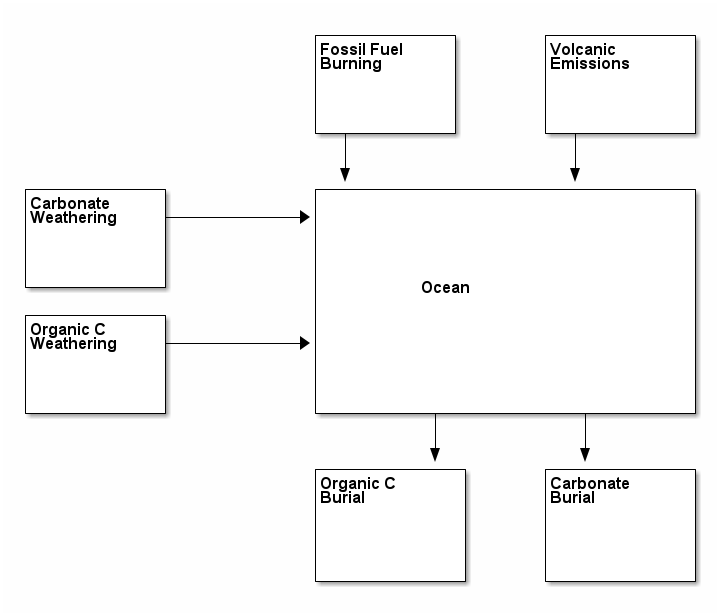 Fossil Fuel
Burning
Volcanic
Emissions
Carbonate
Weathering
Ocean
Organic C
Weathering
Organic C
Burial
Carbonate
Burial